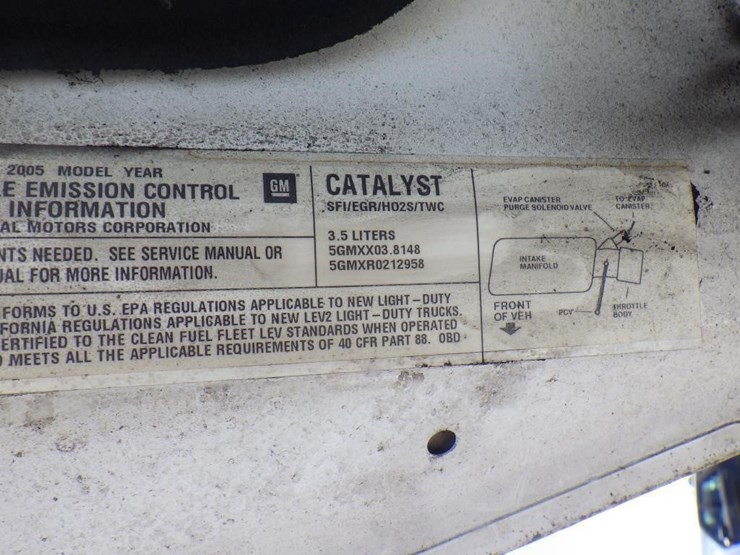 2005 MODEL YEAR
E EMISSION CONTROL
INFORMATION
AL MOTORS CORPORATION
GM
NTS NEEDED. SEE SERVICE MANUAL OR
UAL FOR MORE INFORMATION.
CATALYST
SFI/EGR/HO2S/TWC
3.5 LITERS
5GMXX03.8148
5GMXR0212958
FORMS TO U.S. EPA REGULATIONS APPLICABLE TO NEW LIGHT-DUTY
FORNIA REGULATIONS APPLICABLE TO NEW LEV2 LIGHT-DUTY TRUCKS.
ERTIFIED TO THE CLEAN FUEL FLEET LEV STANDARDS WHEN OPERATED
MEETS ALL THE APPLICABLE REQUIREMENTS OF 40 CFR PART 88. OBD
EVAP CANISTER
PURGE SOLENOID VALVE
TO EVAP
CANISTER
INTAKE
MANIFOLD
FRONT
OF VEH
PCV
THROTTLE
BODY